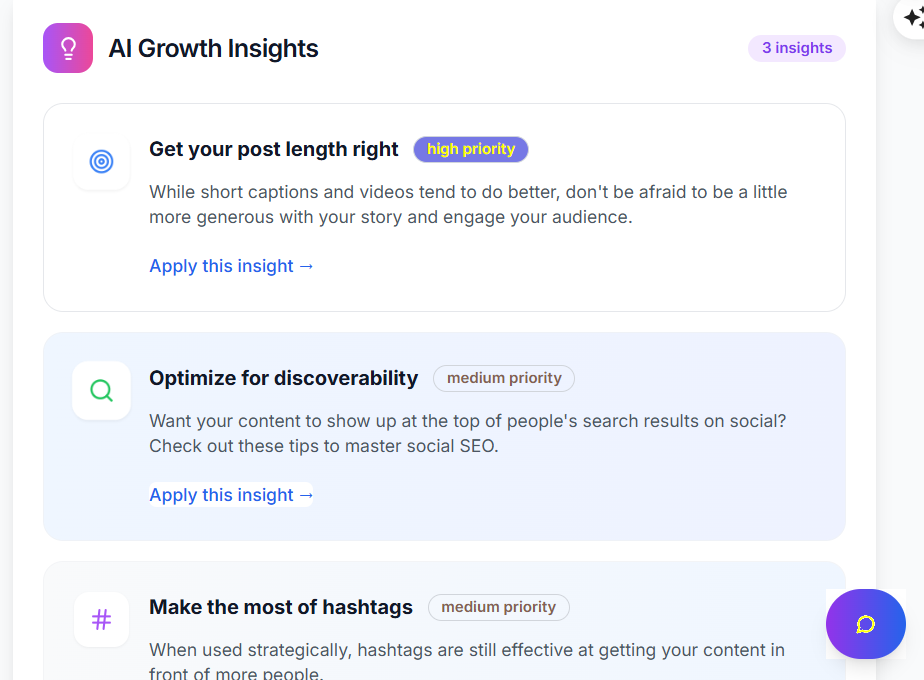 AI Growth Insights
3 insights
Get your post length right
high priority
While short captions and videos tend to do better, don't be afraid to be a little
more generous with your story and engage your audience.
Apply this insight →
Optimize for discoverability
medium priority
Want your content to show up at the top of people's search results on social?
Check out these tips to master social SEO.
Apply this insight →
Make the most of hashtags
medium priority
When used strategically, hashtags are still effective at getting your content in
front of more people.